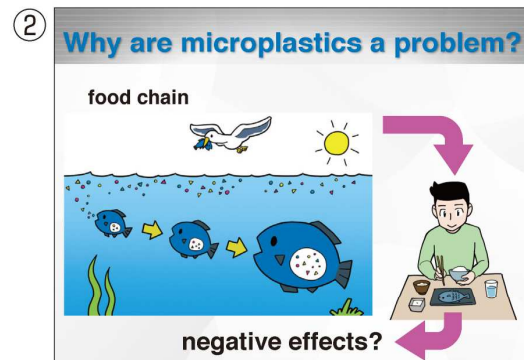 ②
Why are microplastics a problem?
food chain
negative effects?